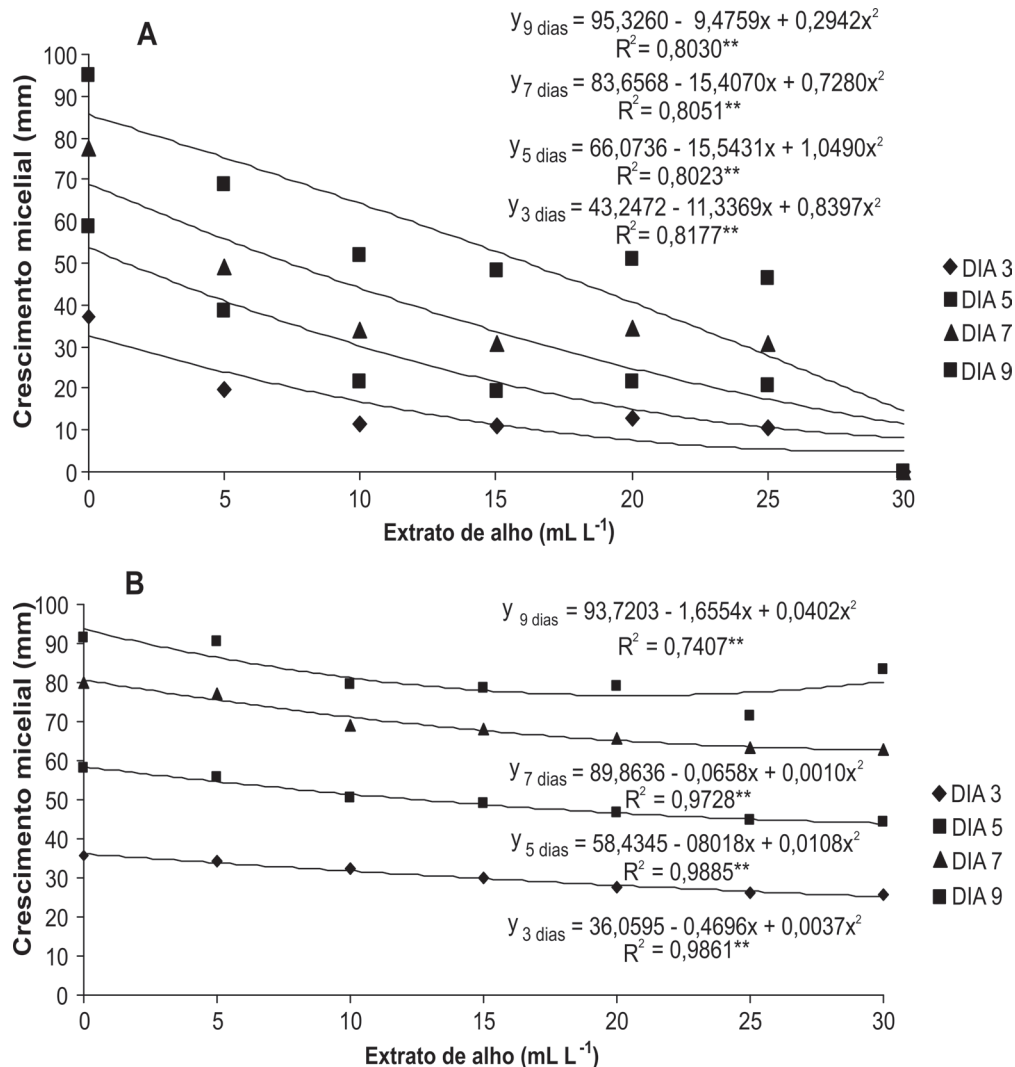 A
y 9 dias = 95,3260 - 9,4759x + 0,2942x²
R² = 0,8030**
y 7 dias = 83,6568 - 15,4070x + 0,7280x²
R² = 0,8051**
y 5 dias = 66,0736 - 15,5431x + 1,0490x²
R² = 0,8023**
y 3 dias = 43,2472 - 11,3369x + 0,8397x²
R² = 0,8177**
Crescimento micelial (mm)
100
90
80
70
60
50
40
30
20
10
0
0 5 10 15 20 25 30
Extrato de alho (mL L⁻¹)
DIA 3
DIA 5
DIA 7
DIA 9
B
y 9 dias = 93,7203 - 1,6554x + 0,0402x²
R² = 0,7407**
y 7 dias = 89,8636 - 0,0658x + 0,0010x²
R² = 0,9728**
y 5 dias = 58,4345 - 08018x + 0,0108x²
R² = 0,9885**
y 3 dias = 36,0595 - 0,4696x + 0,0037x²
R² = 0,9861**
Crescimento micelial (mm)
100
90
80
70
60
50
40
30
20
10
0
0 5 10 15 20 25 30
Extrato de alho (mL L⁻¹)
DIA 3
DIA 5
DIA 7
DIA 9